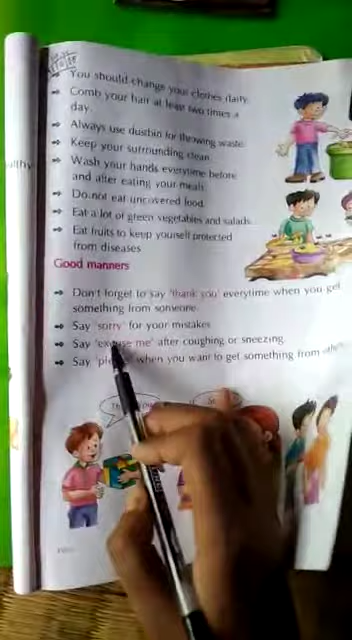 ➡ You should change your clothes daily.
➡ Comb your hair at least two times a
day.
➡ Always use dustbin for throwing waste.
➡ Keep your surrounding clean.
➡ Wash your hands everytime before
and after eating your meals.
➡ Do not eat uncovered food.
➡ Eat a lot of green vegetables and salads.
➡ Eat fruits to keep yourself protected
from diseases
Good manners
➡ Don't forget to say 'thank you' everytime when you get
something from someone.
➡ Say 'sorry' for your mistakes
➡ Say 'excuse me' after coughing or sneezing.
➡ Say 'please' when you want to get something from